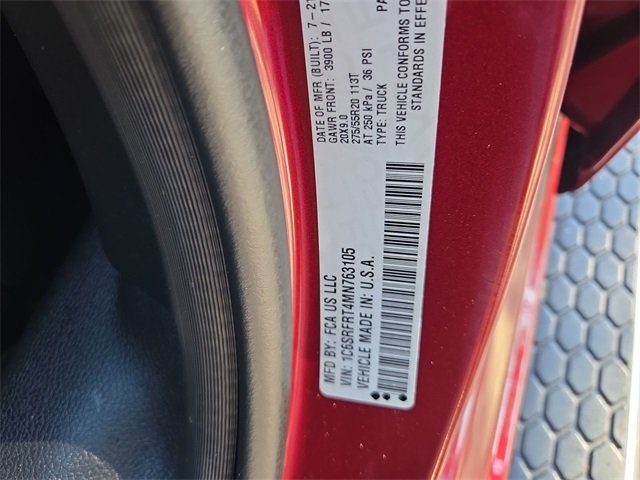 MFD BY: FCA US LLC
DATE OF MFR (BUILT): 7-21
GAWR FRONT: 3900 LB / 17
20X9.0
275/55R20 113T
AT 250 kPa / 36 PSI
TYPE: TRUCK
PA
THIS VEHICLE CONFORMS TO
STANDARDS IN EFFE
VIN: 1C6SRFRT4MN763105
VEHICLE MADE IN: U.S.A.